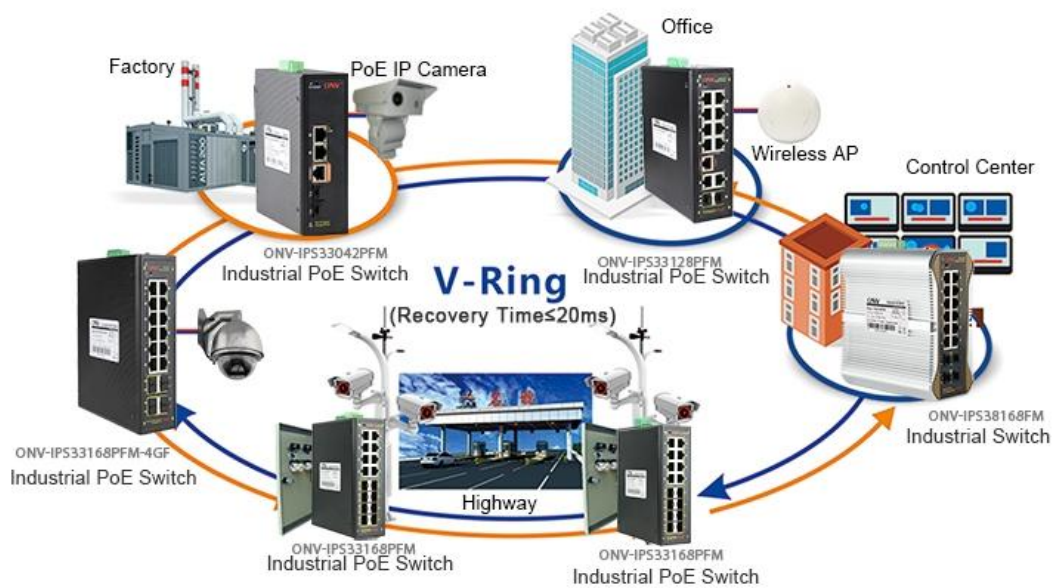 Office
Factory
PoE IP Camera
ALFA 200
Wireless AP
Control Center
ONV-IPS33042PFM
Industrial PoE Switch
ONV-IPS33128PFM
Industrial PoE Switch
V-Ring
(Recovery Time≤20ms)
ONV-IPS38168FM
Industrial Switch
ONV-IPS33168PFM-4GF
Industrial PoE Switch
Highway
ONV-IPS33168PFM
Industrial PoE Switch
ONV-IPS33168PFM
Industrial PoE Switch